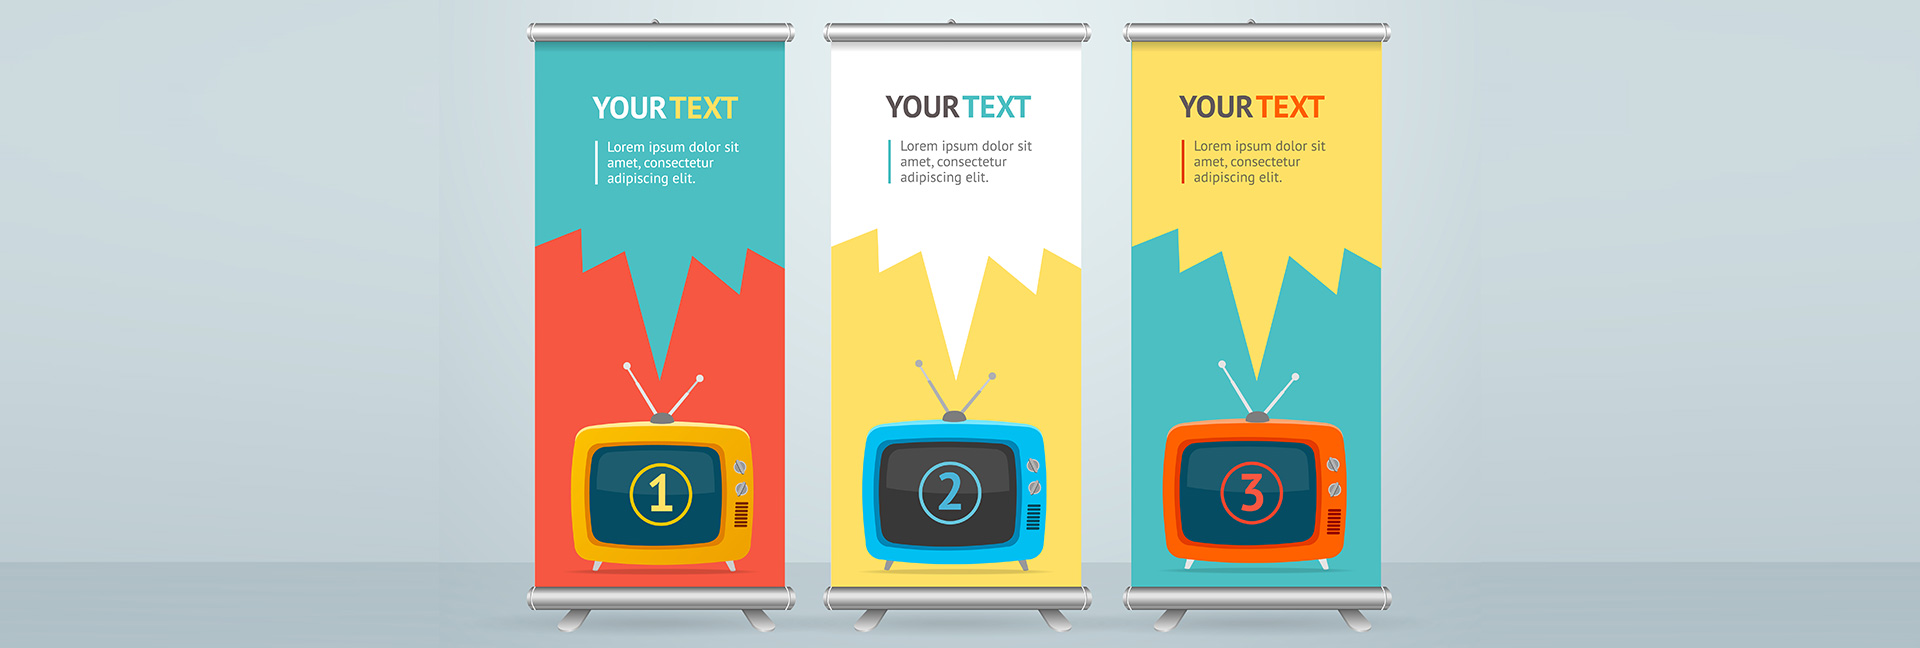 YOUR TEXT
Lorem ipsum dolor sit
amet, consectetur
adipiscing elit.
1
YOUR TEXT
Lorem ipsum dolor sit
amet, consectetur
adipiscing elit.
2
YOUR TEXT
Lorem ipsum dolor sit
amet, consectetur
adipiscing elit.
3